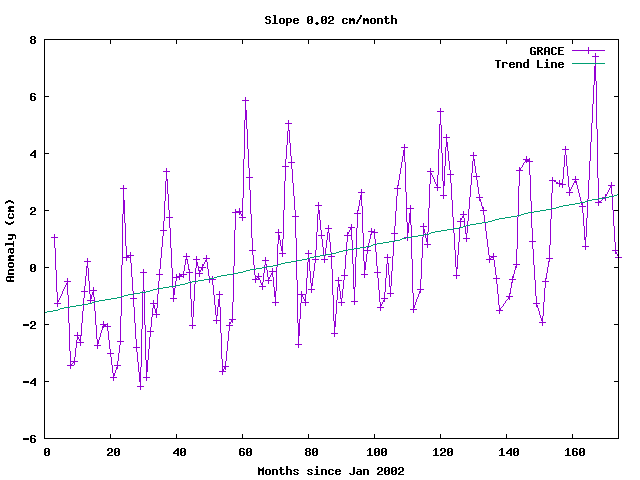 Slope 0.02 cm/month
GRACE
Trend Line
8
6
4
2
0
-2
-4
-6
Anomaly (cm)
0 20 40 60 80 100 120 140 160
Months since Jan 2002